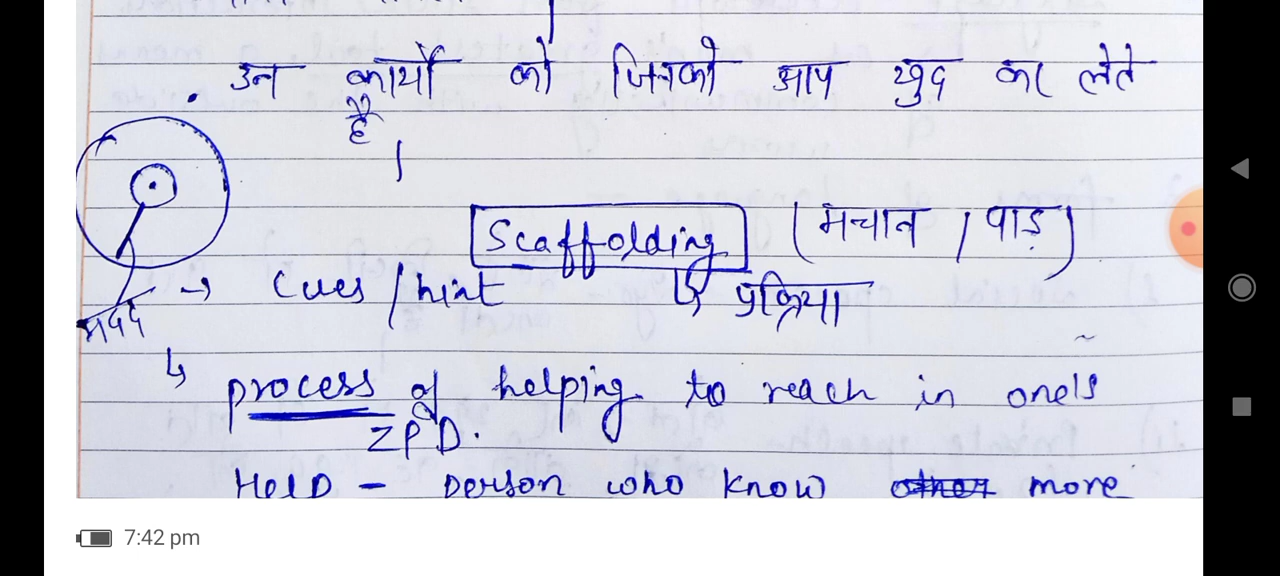 उन कार्यों को जिनको आप खुद कर लेते
है।
Scaffolding (मचान / पाड़)
मदद → Cues / hint ↳ प्रक्रिया
↳ process of helping to reach in one's
ZPD.
Help - person who know more
7:42 pm